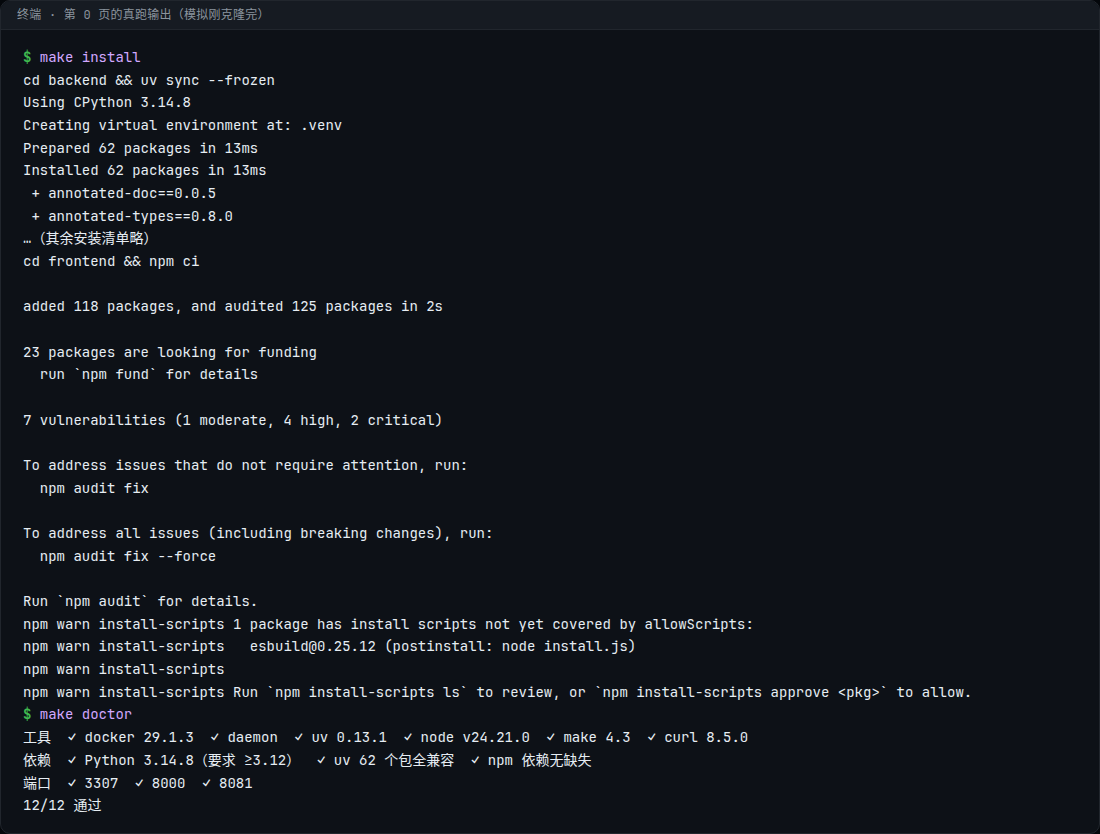 终端 · 第 0 页的真跑输出（模拟刚克隆完）
$ make install
cd backend && uv sync --frozen
Using CPython 3.14.8
Creating virtual environment at: .venv
Prepared 62 packages in 13ms
Installed 62 packages in 13ms
 + annotated-doc==0.0.5
 + annotated-types==0.8.0
…（其余安装清单略）
cd frontend && npm ci
added 118 packages, and audited 125 packages in 2s
23 packages are looking for funding
  run `npm fund` for details
7 vulnerabilities (1 moderate, 4 high, 2 critical)
To address issues that do not require attention, run:
  npm audit fix
To address all issues (including breaking changes), run:
  npm audit fix --force
Run `npm audit` for details.
npm warn install-scripts 1 package has install scripts not yet covered by allowScripts:
npm warn install-scripts   esbuild@0.25.12 (postinstall: node install.js)
npm warn install-scripts
npm warn install-scripts Run `npm install-scripts ls` to review, or `npm install-scripts approve <pkg>` to allow.
$ make doctor
工具  ✓ docker 29.1.3  ✓ daemon  ✓ uv 0.13.1  ✓ node v24.21.0  ✓ make 4.3  ✓ curl 8.5.0
依赖  ✓ Python 3.14.8（要求 ≥3.12）  ✓ uv 62 个包全兼容  ✓ npm 依赖无缺失
端口  ✓ 3307  ✓ 8000  ✓ 8081
12/12 通过